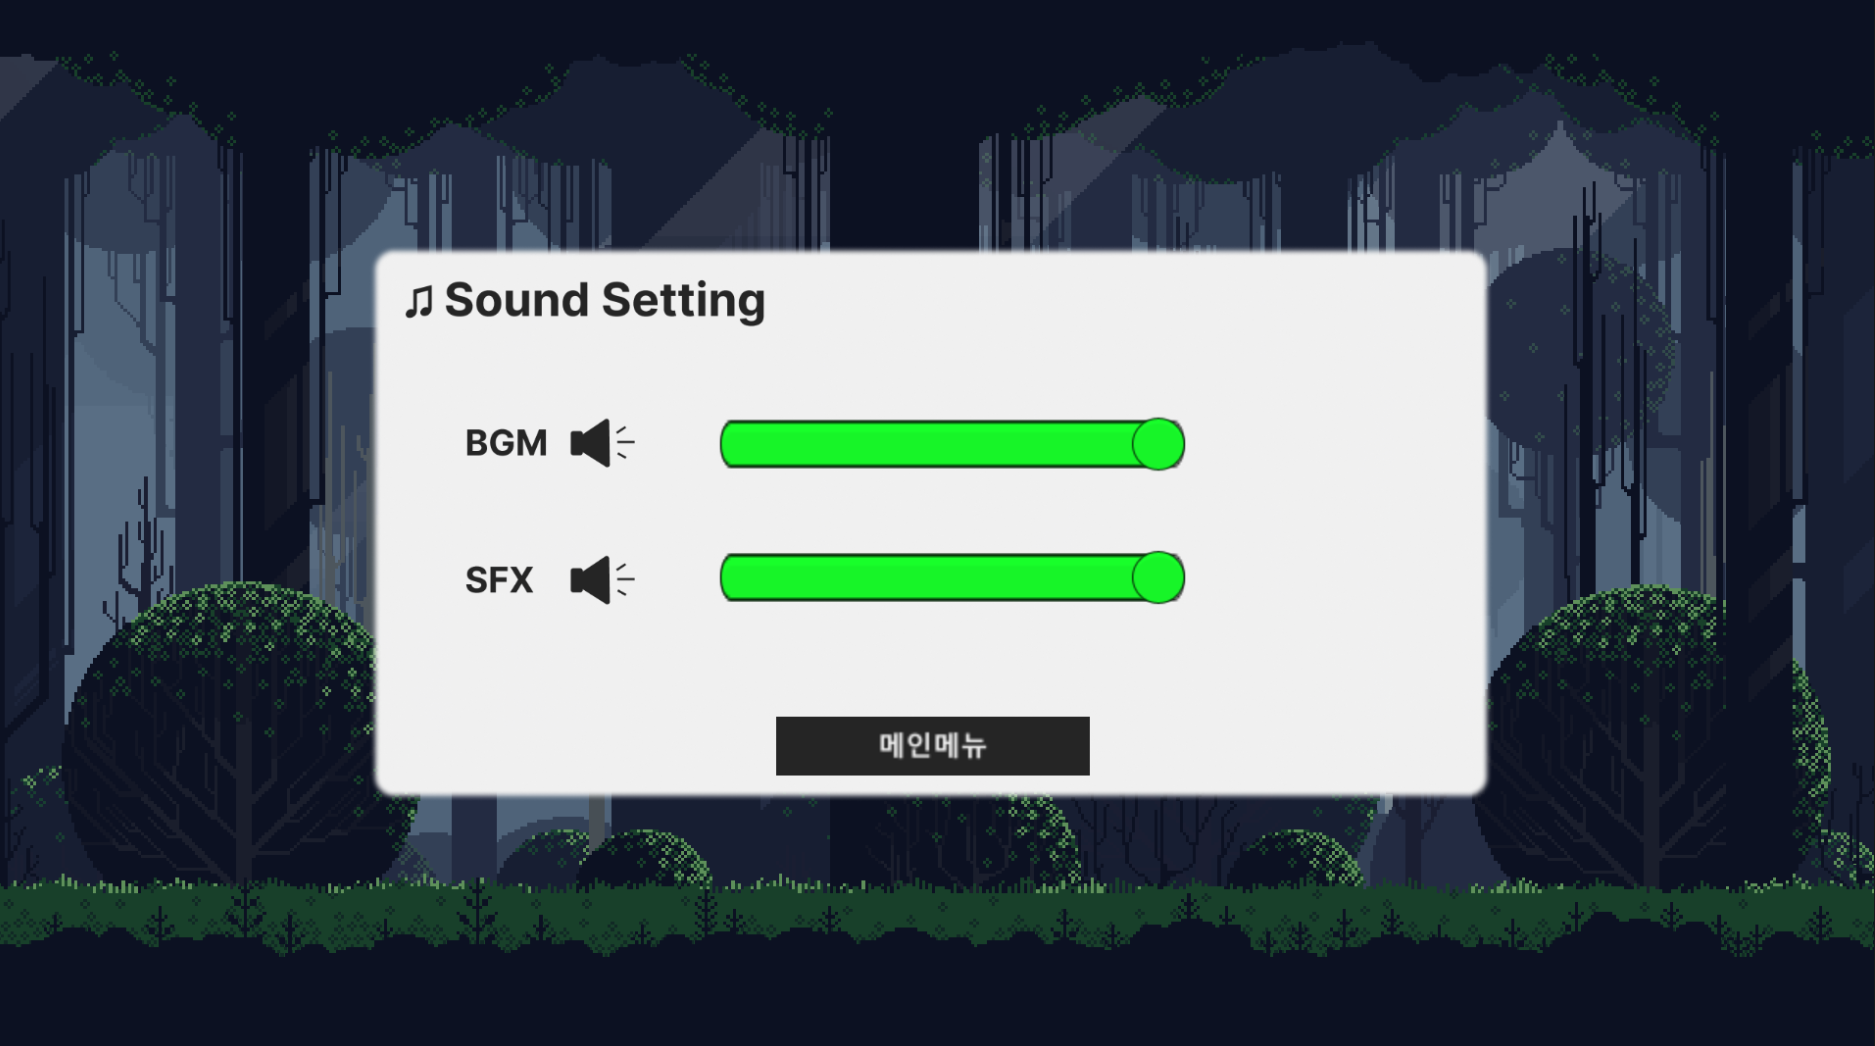 ♫ Sound Setting
BGM
SFX
메인메뉴